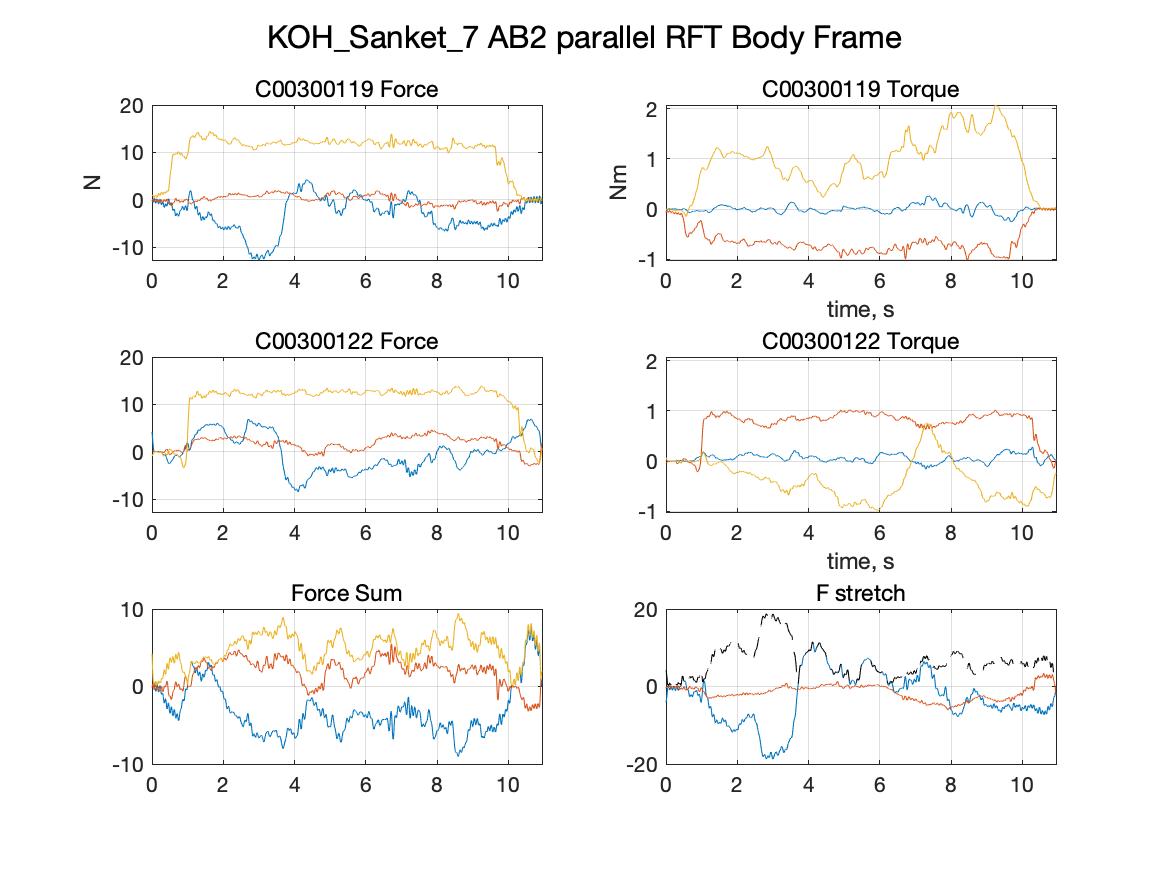 KOH_Sanket_7 AB2 parallel RFT Body Frame
C00300119 Force
C00300119 Torque
20
10
0
-10
N
0 2 4 6 8 10
2
1
0
-1
Nm
0 2 4 6 8 10
time, s
C00300122 Force
C00300122 Torque
20
10
0
-10
0 2 4 6 8 10
2
1
0
-1
0 2 4 6 8 10
time, s
Force Sum
F stretch
10
0
-10
0 2 4 6 8 10
20
0
-20
0 2 4 6 8 10